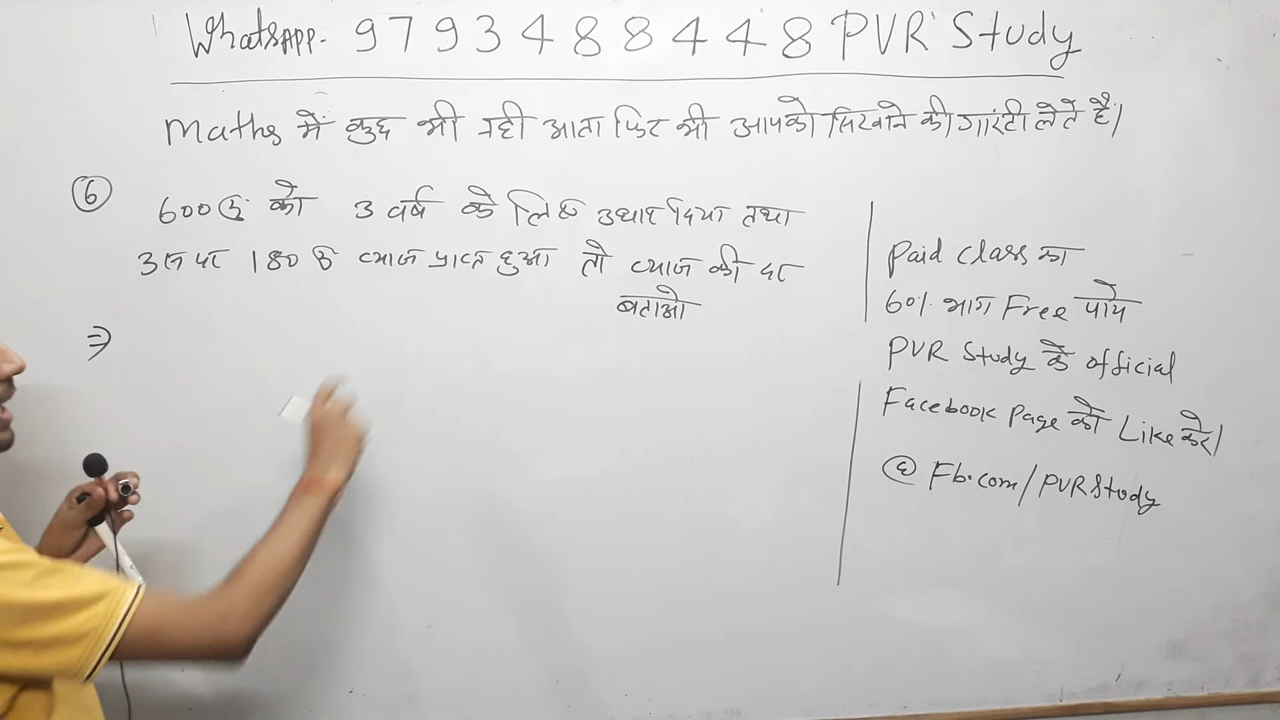 WhatsAPP- 9793488448 PVR Study
Maths में कुछ भी नही आता फिर भी आपको सिखाने की गारंटी लेते है।
⑥ 600 रू को 3 वर्ष के लिए उधार दिया तथा
उस पर 180 रू ब्याज प्राप्त हुआ तो ब्याज की दर
बताओ
⇒
Paid Class का
60% भाग Free पाये
PVR Study के official
Facebook Page को Like करे।
@ Fb.com/PVRStudy